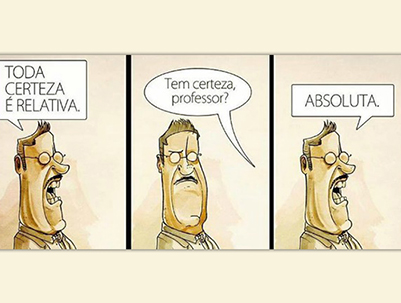 TODA
CERTEZA
É RELATIVA.
Tem certeza,
professor?
ABSOLUTA.